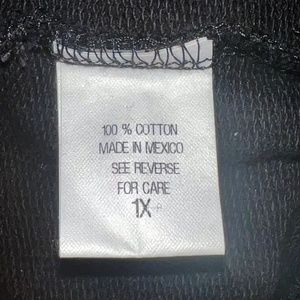 100 % COTTON
MADE IN MEXICO
SEE REVERSE
FOR CARE
1X